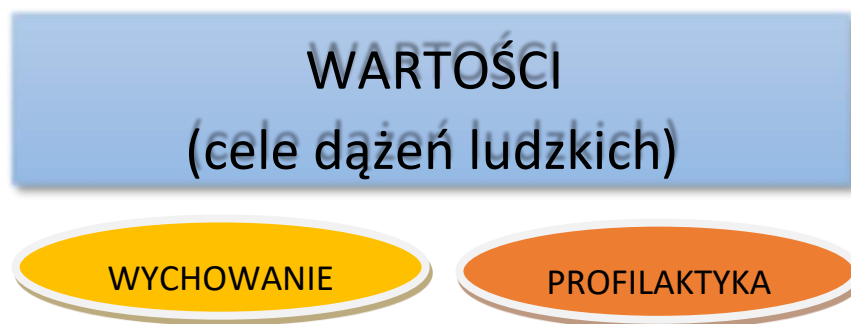 WARTOŚCI
(cele dążeń ludzkich)
WYCHOWANIE
PROFILAKTYKA